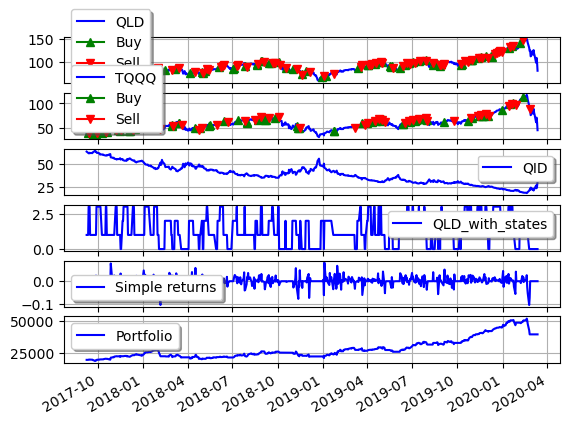 QLD
Buy
Sell
150
100
TQQQ
Buy
Sell
100
50
QID
50
25
QLD_with_states
2.5
0.0
Simple returns
0.0
−0.1
Portfolio
50000
25000
2017-10
2018-01
2018-04
2018-07
2018-10
2019-01
2019-04
2019-07
2019-10
2020-01
2020-04